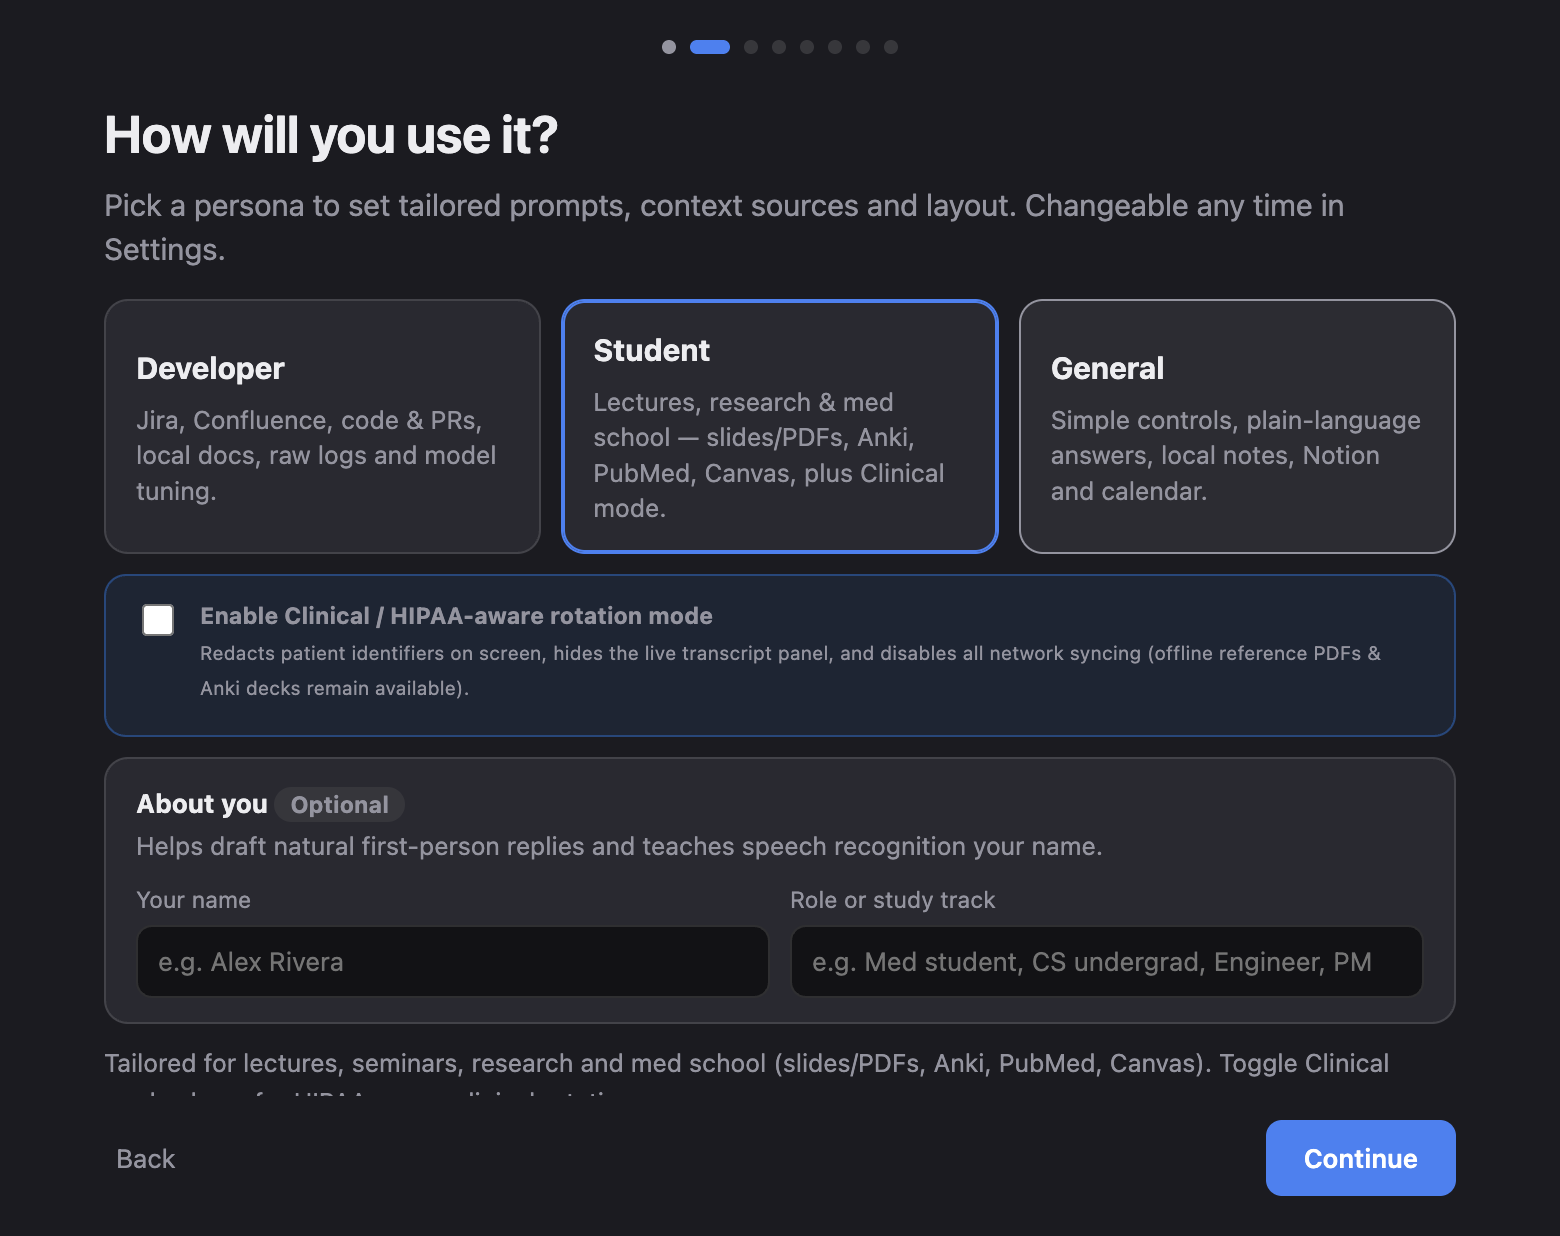 How will you use it?
Pick a persona to set tailored prompts, context sources and layout. Changeable any time in
Settings.
Developer
Jira, Confluence, code & PRs,
local docs, raw logs and model
tuning.
Student
Lectures, research & med
school — slides/PDFs, Anki,
PubMed, Canvas, plus Clinical
mode.
General
Simple controls, plain-language
answers, local notes, Notion
and calendar.
Enable Clinical / HIPAA-aware rotation mode
Redacts patient identifiers on screen, hides the live transcript panel, and disables all network syncing (offline reference PDFs &
Anki decks remain available).
About you Optional
Helps draft natural first-person replies and teaches speech recognition your name.
Your name
Role or study track
e.g. Alex Rivera
e.g. Med student, CS undergrad, Engineer, PM
Tailored for lectures, seminars, research and med school (slides/PDFs, Anki, PubMed, Canvas). Toggle Clinical
Back
Continue